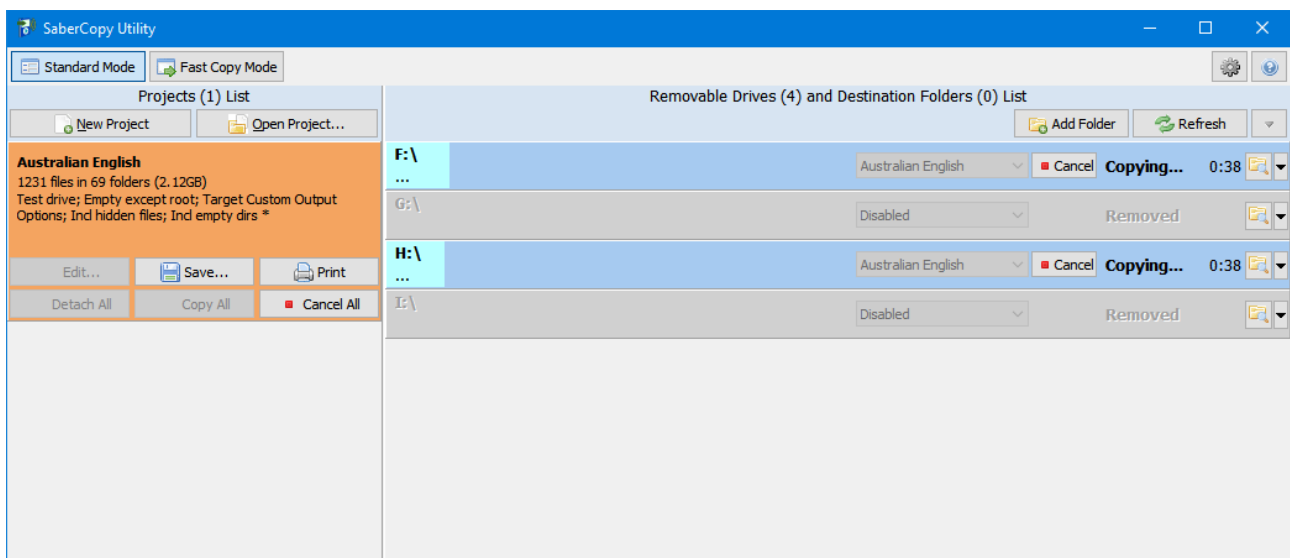 SaberCopy Utility
Standard Mode
Fast Copy Mode
Projects (1) List
New Project
Open Project...
Australian English
1231 files in 69 folders (2.12GB)
Test drive; Empty except root; Target Custom Output
Options; Incl hidden files; Incl empty dirs *
Edit...
Save...
Print
Detach All
Copy All
Cancel All
Removable Drives (4) and Destination Folders (0) List
Add Folder
Refresh
F:\
...
Australian English
Cancel
Copying...
0:38
G:\
Disabled
Removed
H:\
...
Australian English
Cancel
Copying...
0:38
I:\
Disabled
Removed